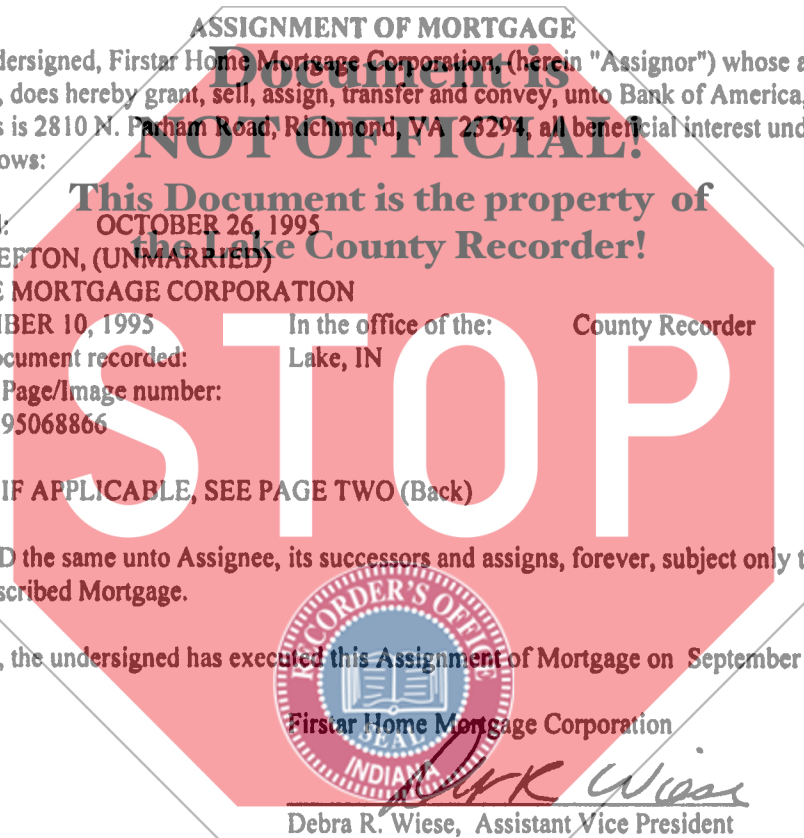 ASSIGNMENT OF MORTGAGE
dersigned, Firstar Home Mortgage Corporation, (herein "Assignor") whose a
, does hereby grant, sell, assign, transfer and convey, unto Bank of America.
s is 2810 N. Parham Road, Richmond, VA 23294, all beneficial interest und
ows:
Document is
NOT OFFICIAL!
This Document is the property of
the Lake County Recorder!
d: OCTOBER 26, 1995
EFTON, (UNMARRIED)
E MORTGAGE CORPORATION
IBER 10, 1995 In the office of the: County Recorder
ocument recorded: Lake, IN
Page/Image number:
95068866
STOP
IF APPLICABLE, SEE PAGE TWO (Back)
D the same unto Assignee, its successors and assigns, forever, subject only t
scribed Mortgage.
, the undersigned has executed this Assignment of Mortgage on September
RECORDER'S OFFICE
SEAL
INDIANA
Firstar Home Mortgage Corporation
Deb R Wiese
Debra R. Wiese, Assistant Vice President